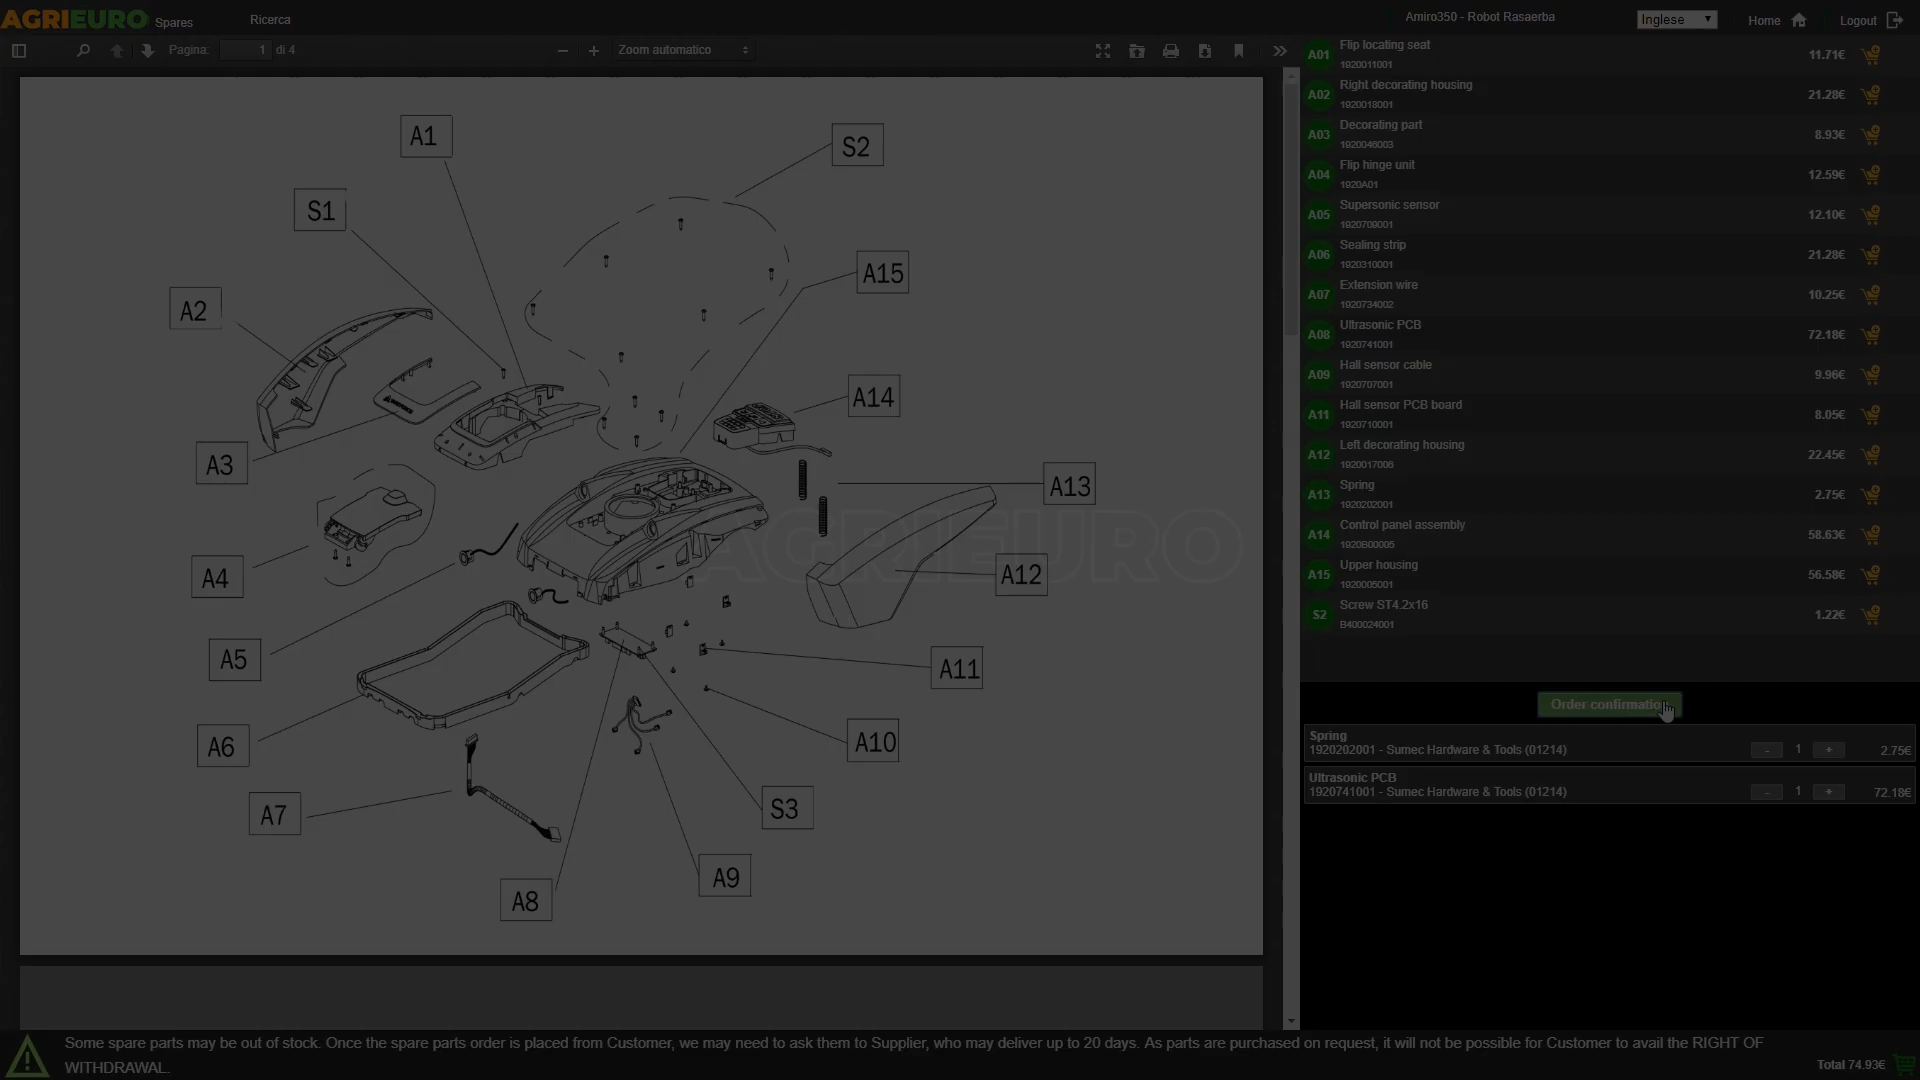 AGRIEURO Spares
Ricerca
Amiro350 - Robot Rasaerba
Inglese
Home
Logout
Pagina: 1 di 4
Zoom automatico
A1
S2
S1
A15
A2
A14
A3
A13
A4
A12
A5
A11
A6
A10
A7
S3
A9
A8
AGRIEURO
A01 Flip locating seat 11.71€
1920011001
A02 Right decorating housing 21.28€
1920018001
A03 Decorating part 8.93€
1920046003
A04 Flip hinge unit 12.59€
1920A01
A05 Supersonic sensor 12.10€
1920709001
A06 Sealing strip 21.28€
1920310001
A07 Extension wire 10.25€
1920734002
A08 Ultrasonic PCB 72.18€
1920741001
A09 Hall sensor cable 9.96€
1920707001
A11 Hall sensor PCB board 8.05€
1920710001
A12 Left decorating housing 22.45€
1920017006
A13 Spring 2.75€
1920202001
A14 Control panel assembly 58.63€
1920B00005
A15 Upper housing 56.58€
1920005001
S2 Screw ST4.2x16 1.22€
B400024001
Order confirmation
Spring
1920202001 - Sumec Hardware & Tools (01214) - 1 + 2.75€
Ultrasonic PCB
1920741001 - Sumec Hardware & Tools (01214) - 1 + 72.18€
Some spare parts may be out of stock. Once the spare parts order is placed from Customer, we may need to ask them to Supplier, who may deliver up to 20 days. As parts are purchased on request, it will not be possible for Customer to avail the RIGHT OF
WITHDRAWAL.
Total 74.93€